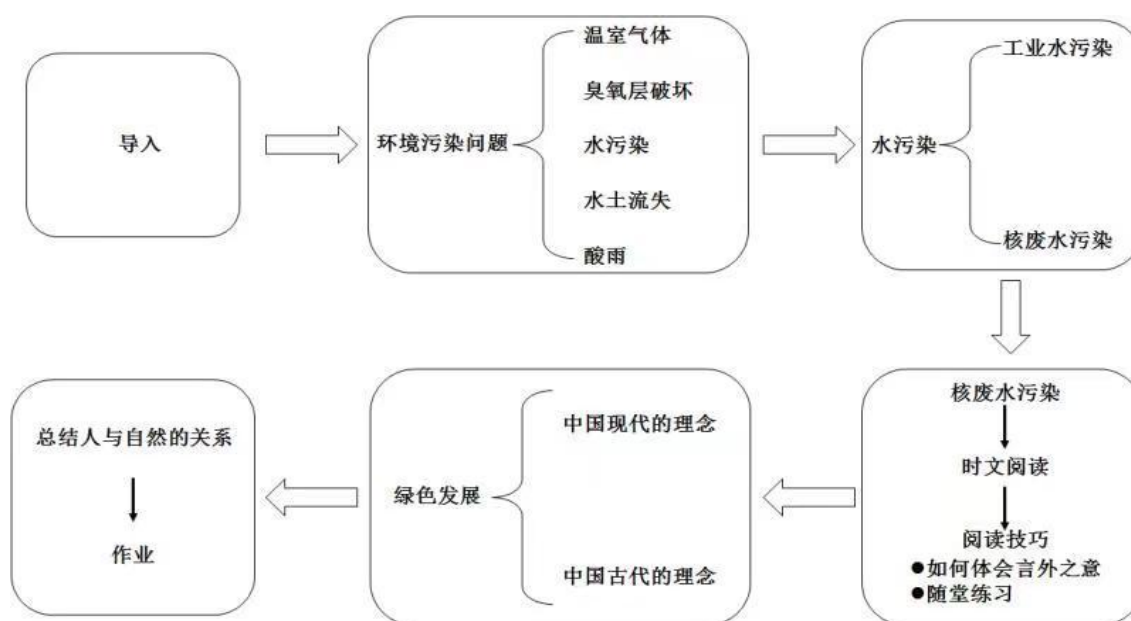 导入
环境污染问题
温室气体
臭氧层破坏
水污染
水土流失
酸雨
水污染
工业水污染
核废水污染
核废水污染
时文阅读
阅读技巧
●如何体会言外之意
●随堂练习
绿色发展
中国现代的理念
中国古代的理念
总结人与自然的关系
作业